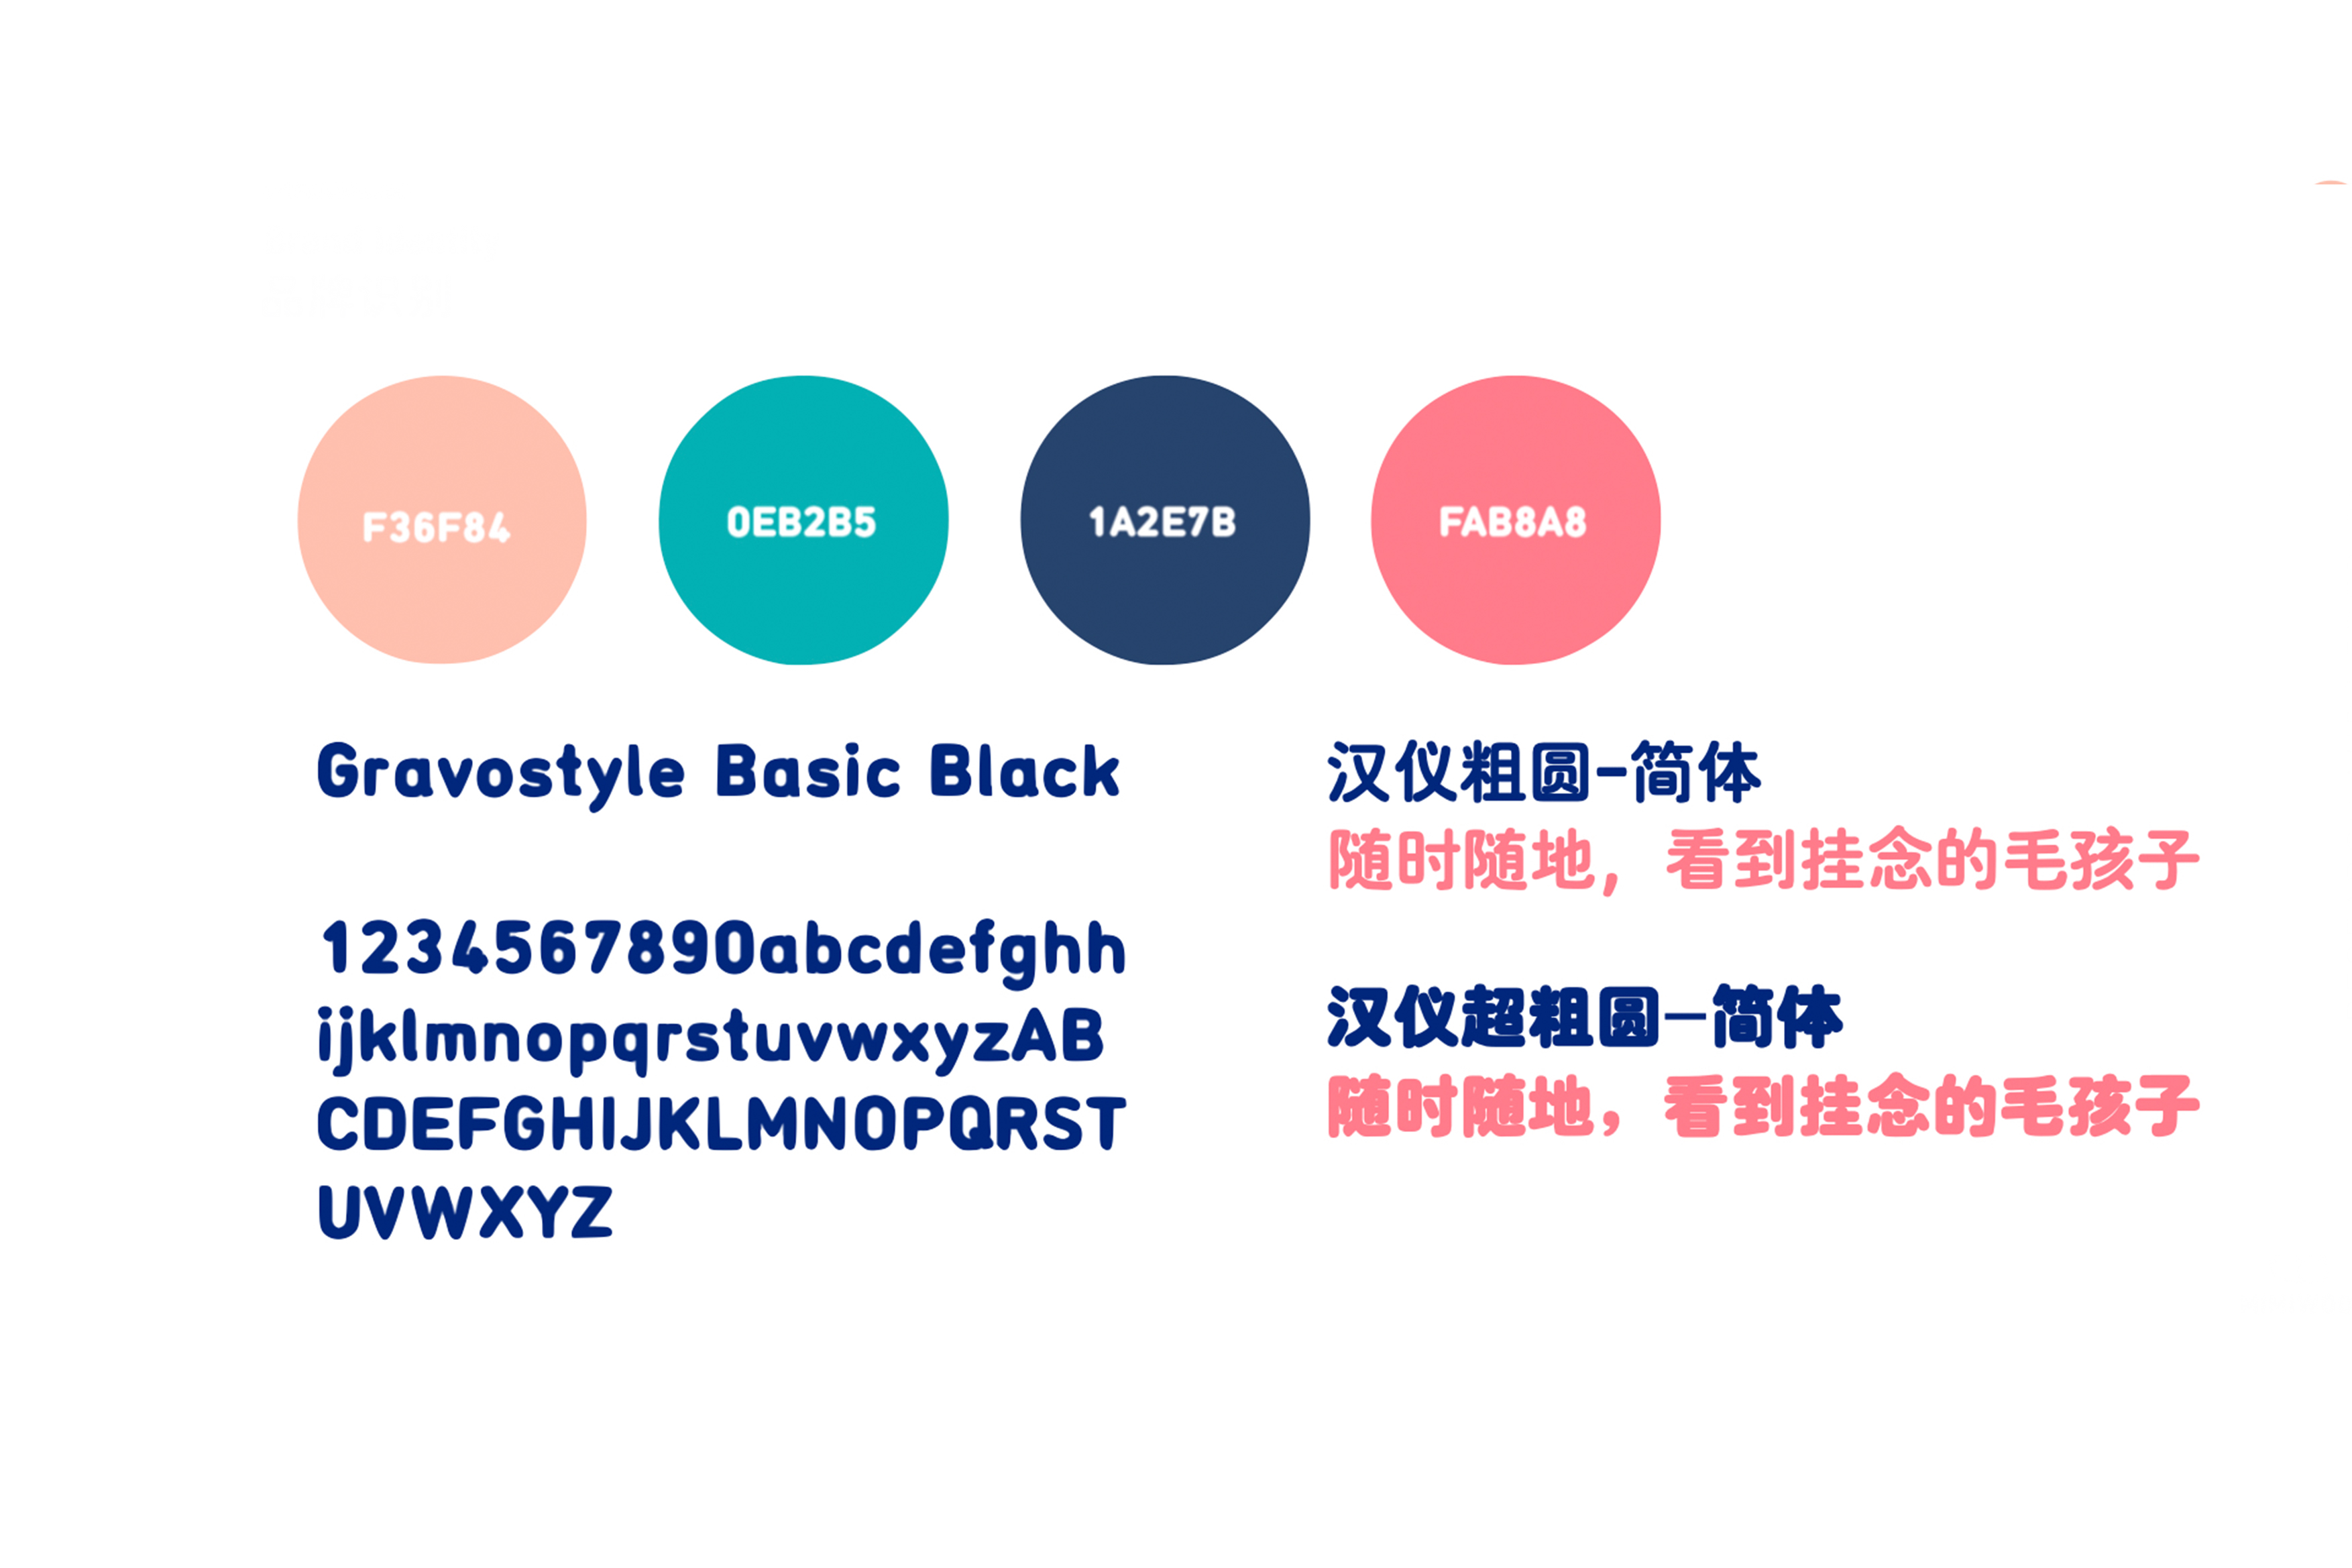 F36F84
0EB2B5
1A2E7B
FAB8A8
Gravostyle Basic Black
1234567890abcdefghh
ijjklmnopqrstuvwxyzAB
CDEFGHIJKLMNOPQRST
UVWXYZ
汉仪粗圆-简体
随时随地，看到挂念的毛孩子
汉仪超粗圆—简体
随时随地，看到挂念的毛孩子